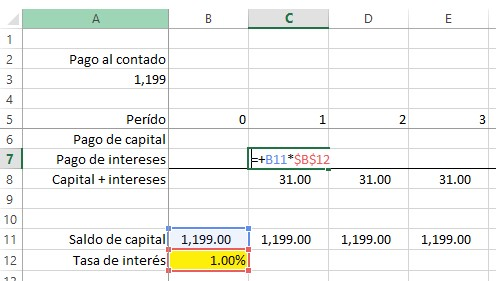 A B C D E
1
2 Pago al contado
3 1,199
4
5 Perído 0 1 2 3
6 Pago de capital
7 Pago de intereses =+B11*$B$12
8 Capital + intereses 31.00 31.00 31.00
9
10
11 Saldo de capital 1,199.00 1,199.00 1,199.00 1,199.00
12 Tasa de interés 1.00%